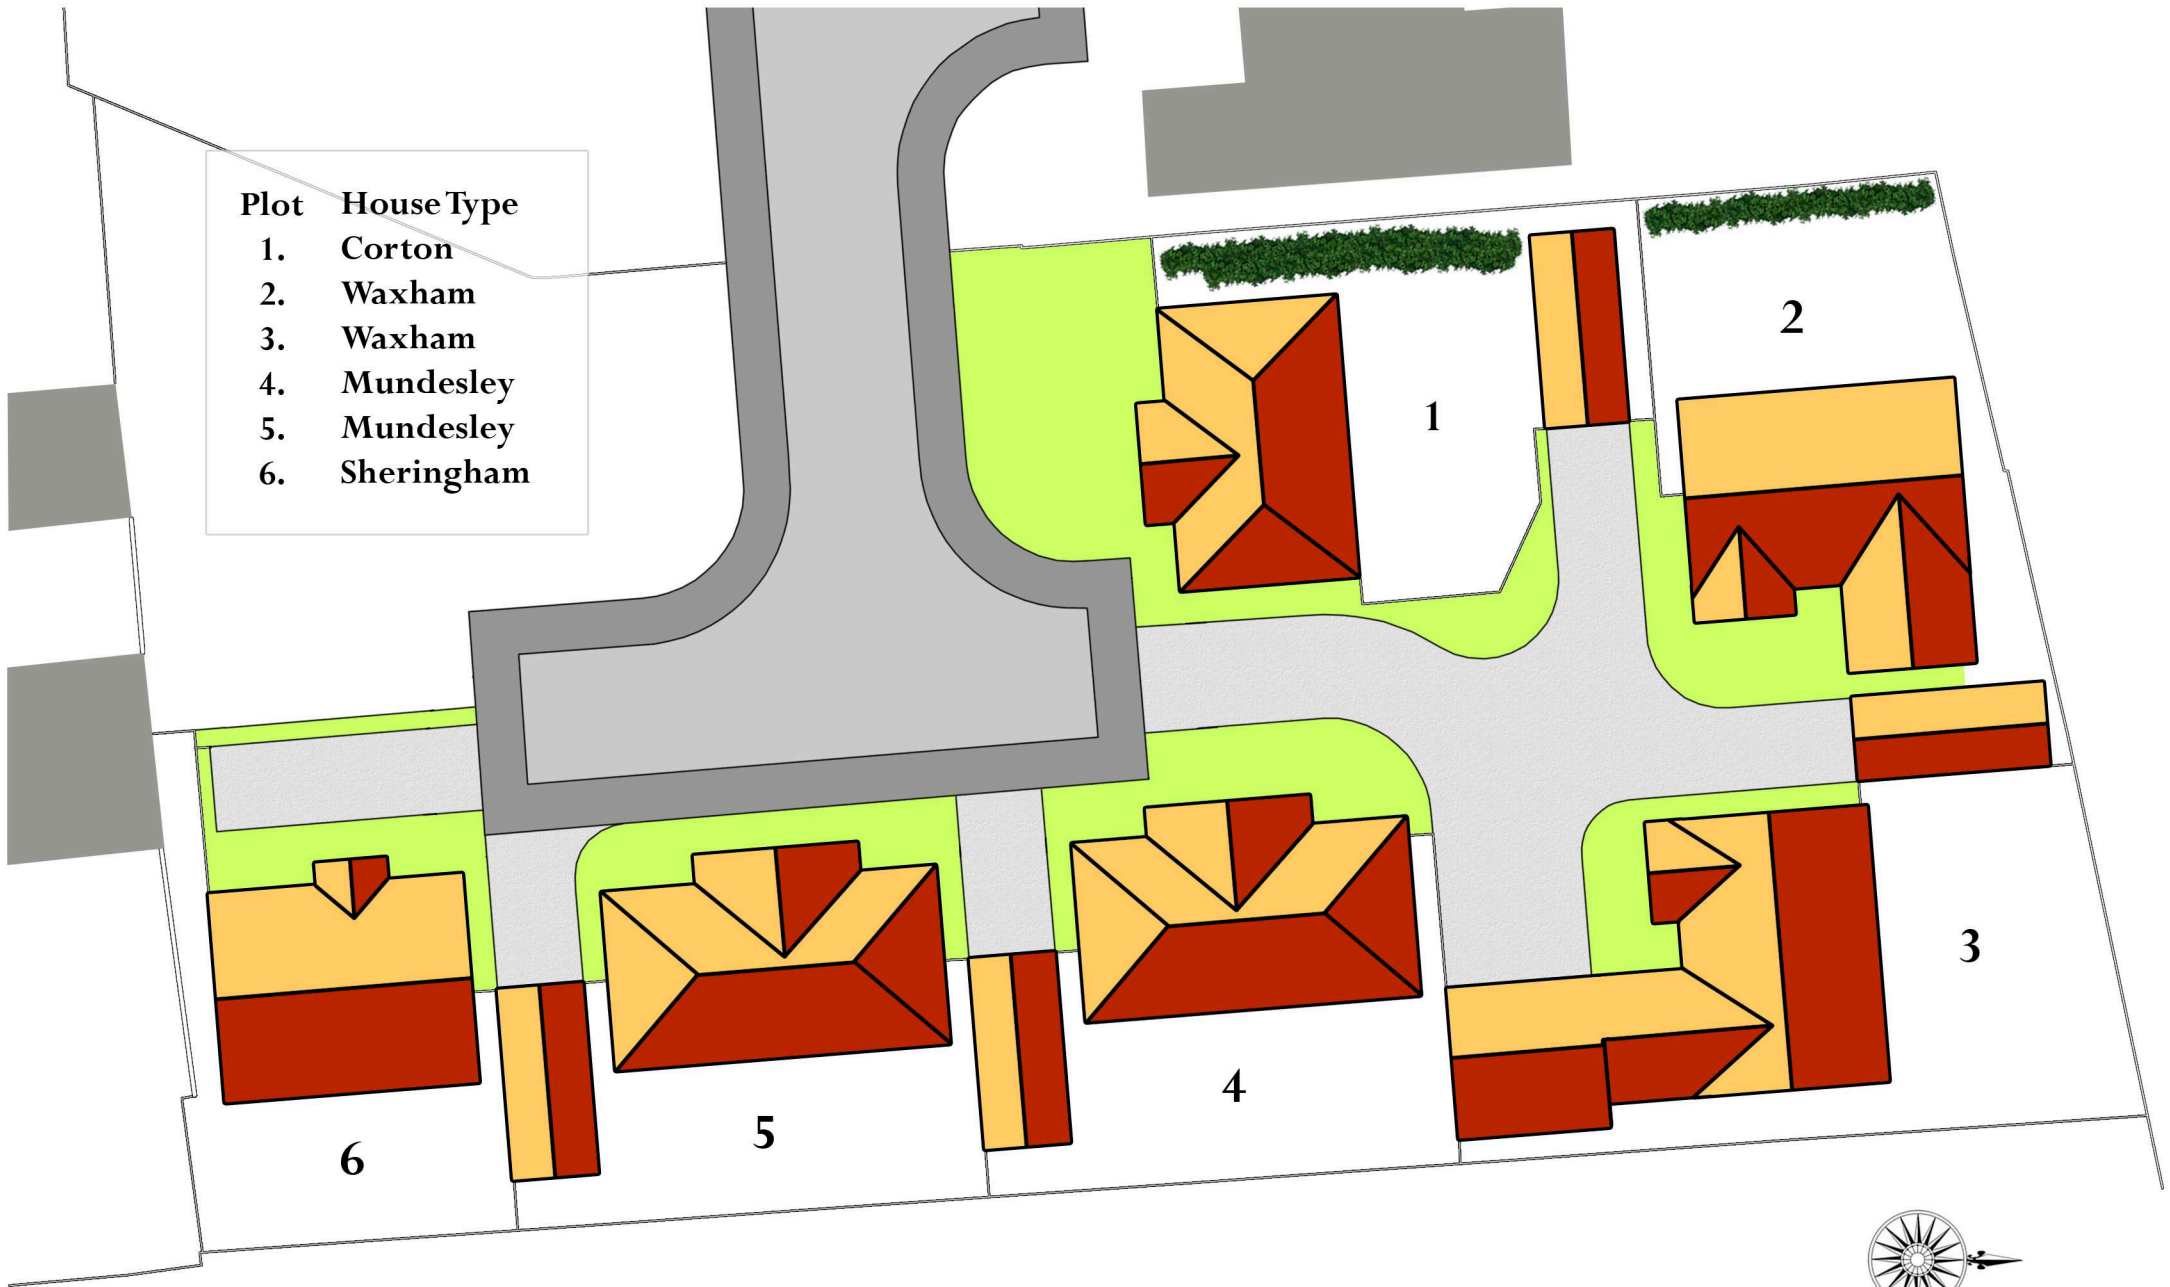 Plot House Type
1. Corton
2. Waxham
3. Waxham
4. Mundesley
5. Mundesley
6. Sheringham
1
2
3
4
5
6